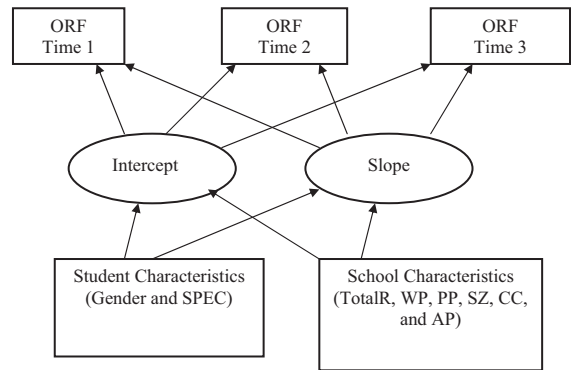 ORF
Time 1
ORF
Time 2
ORF
Time 3
Intercept
Slope
Student Characteristics
(Gender and SPEC)
School Characteristics
(TotalR, WP, PP, SZ, CC,
and AP)